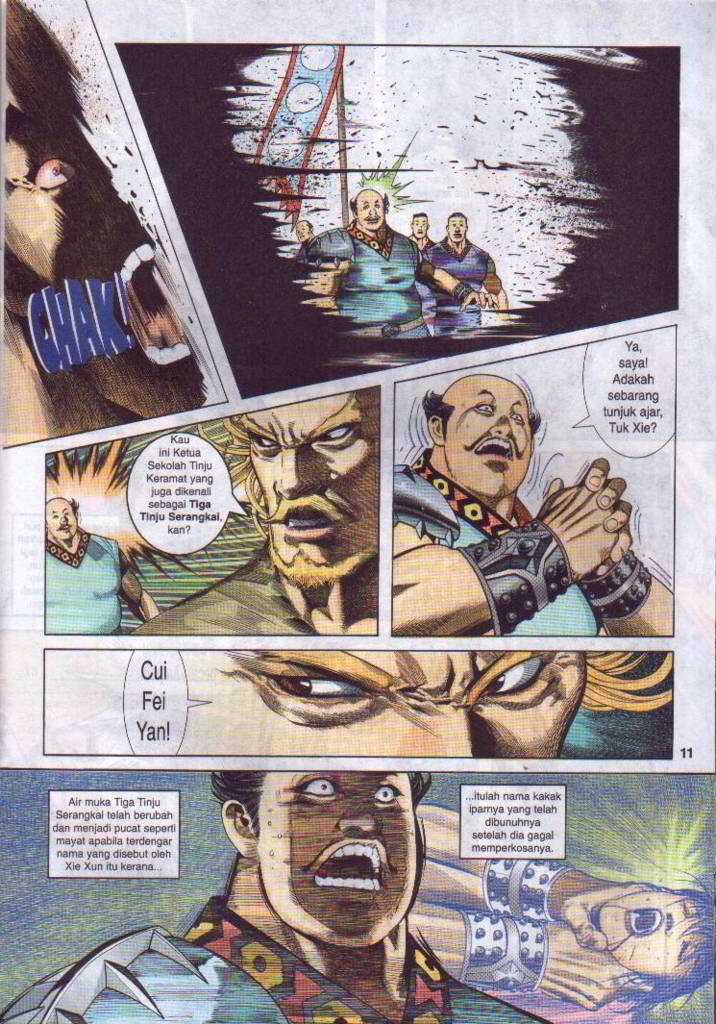 CHAK!
Kau
ini Ketua
Sekolah Tinju
Keramat yang
juga dikenali
sebagai Tiga
Tinju Serangkai,
kan?
Ya,
saya!
Adakah
sebarang
tunjuk ajar,
Tuk Xie?
Cui
Fei
Yan!
11
Air muka Tiga Tinju
Serangkai telah berubah
dan menjadi pucat seperti
mayat apabila terdengar
nama yang disebut oleh
Xie Xun itu kerana...
...Itulah nama kakak
iparnya yang telah
dibunuhnya
setelah dia gagal
memperkosanya.